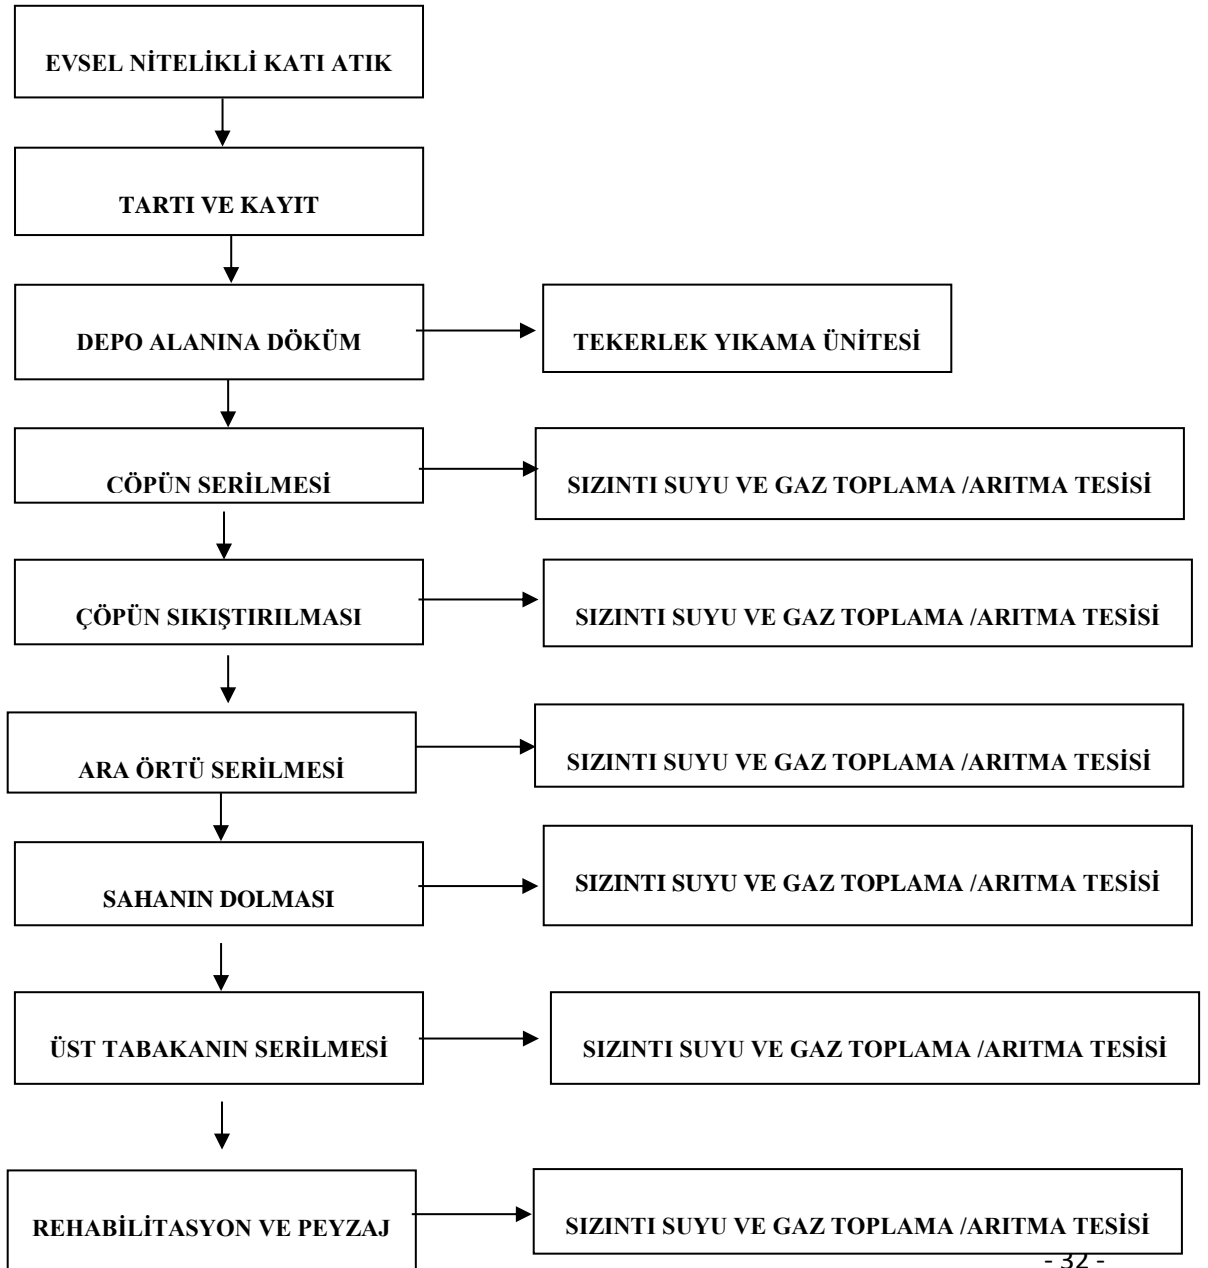 EVSEL NİTELİKLİ KATI ATIK
TARTI VE KAYIT
DEPO ALANINA DÖKÜM
TEKERLEK YIKAMA ÜNİTESİ
CÖPÜN SERİLMESİ
SIZINTI SUYU VE GAZ TOPLAMA /ARITMA TESİSİ
ÇÖPÜN SIKIŞTIRILMASI
SIZINTI SUYU VE GAZ TOPLAMA /ARITMA TESİSİ
ARA ÖRTÜ SERİLMESİ
SIZINTI SUYU VE GAZ TOPLAMA /ARITMA TESİSİ
SAHANIN DOLMASI
SIZINTI SUYU VE GAZ TOPLAMA /ARITMA TESİSİ
ÜST TABAKANIN SERİLMESİ
SIZINTI SUYU VE GAZ TOPLAMA /ARITMA TESİSİ
REHABİLİTASYON VE PEYZAJ
SIZINTI SUYU VE GAZ TOPLAMA /ARITMA TESİSİ
- 32 -